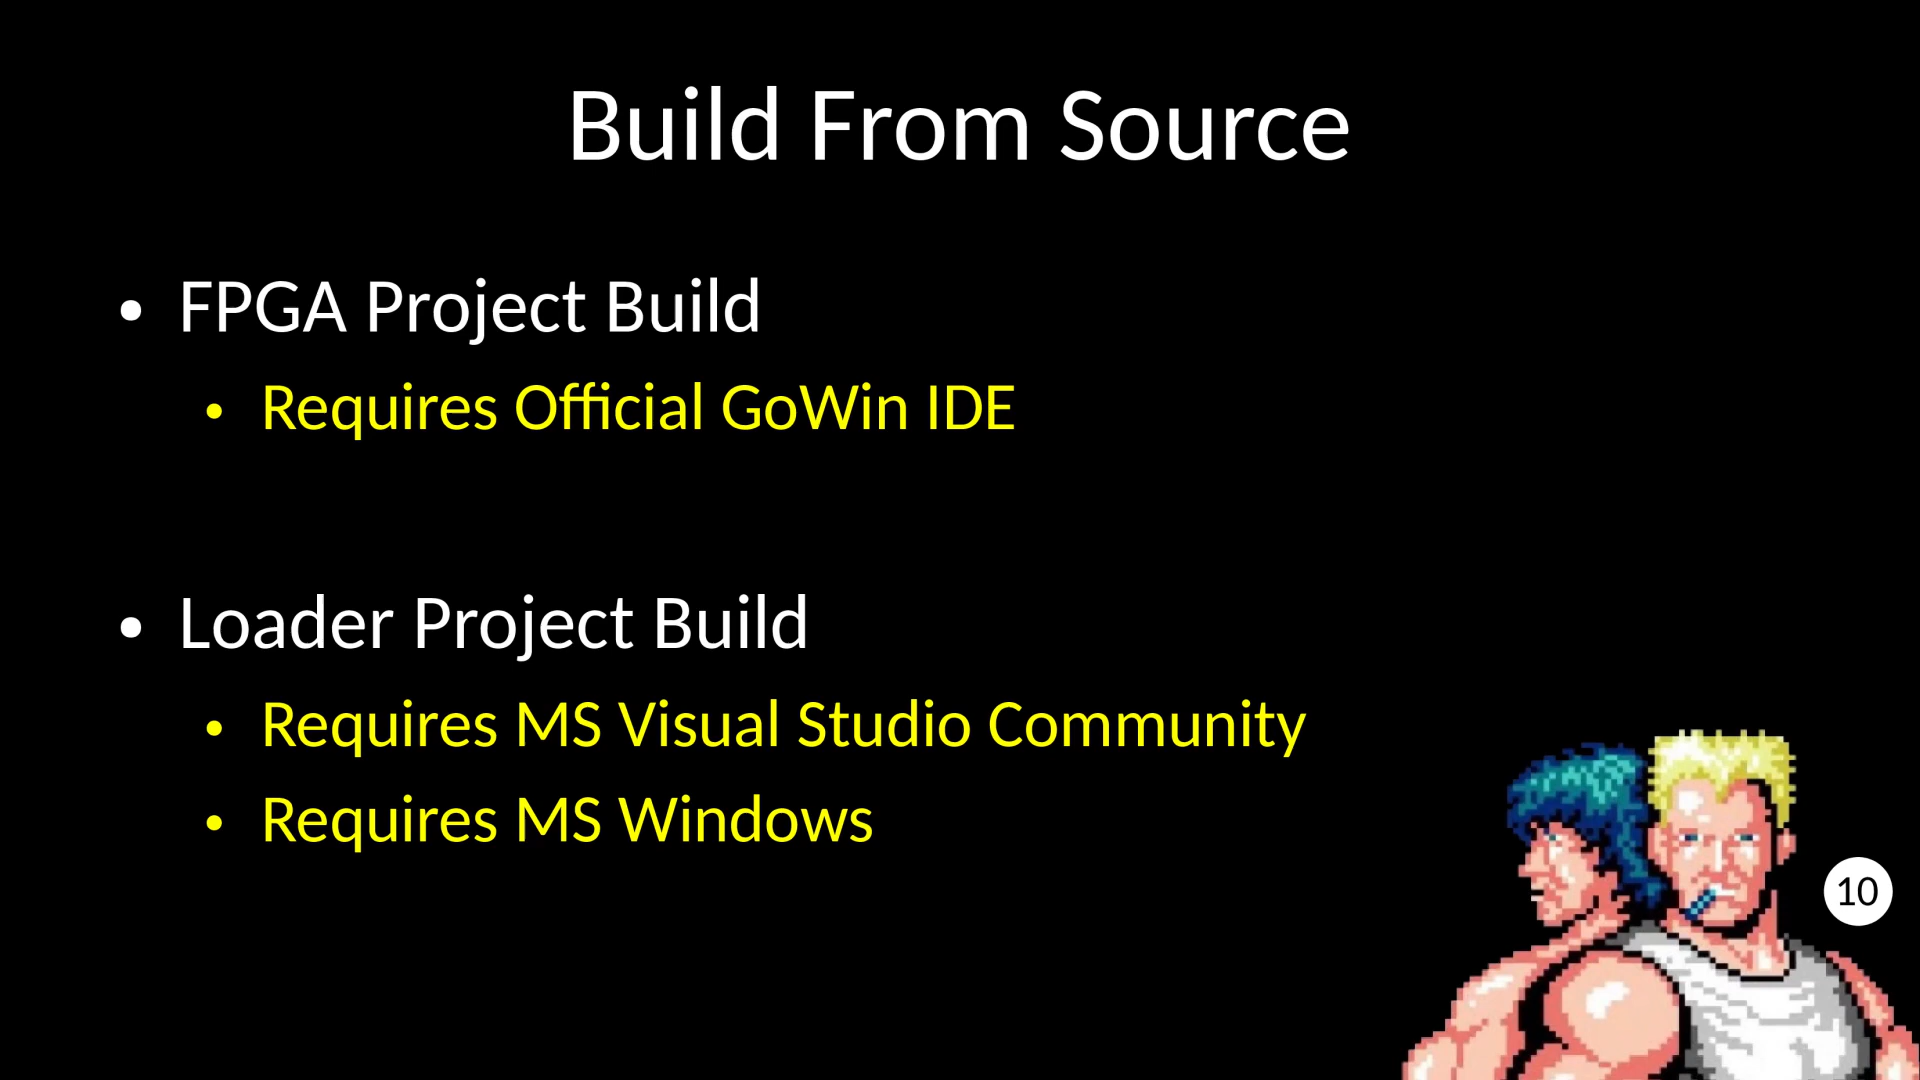 Build From Source
• FPGA Project Build
• Requires Official GoWin IDE
• Loader Project Build
• Requires MS Visual Studio Community
• Requires MS Windows
10